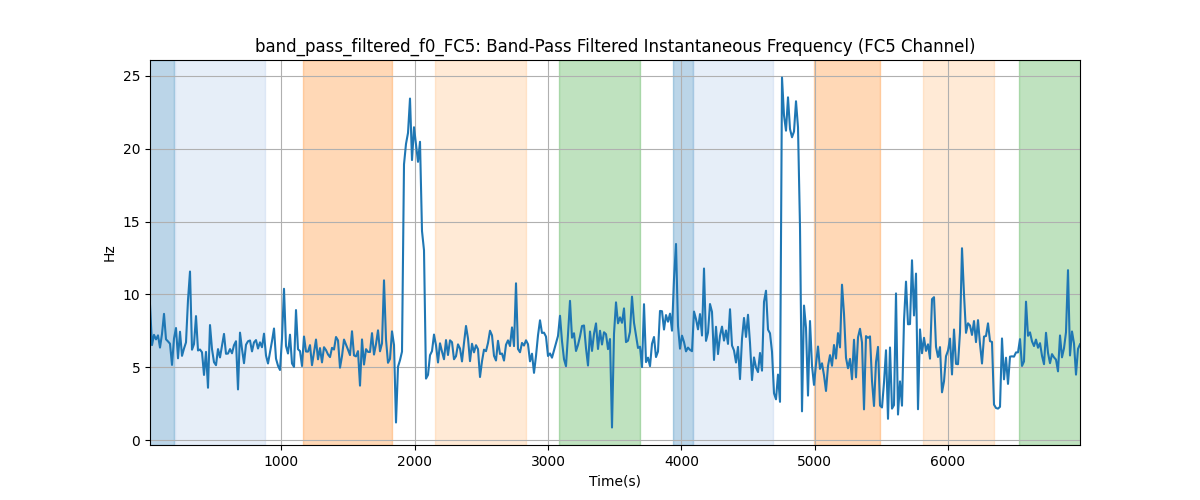 band_pass_filtered_f0_FC5: Band-Pass Filtered Instantaneous Frequency (FC5 Channel)
25
20
15
10
5
0
Hz
1000 2000 3000 4000 5000 6000
Time(s)